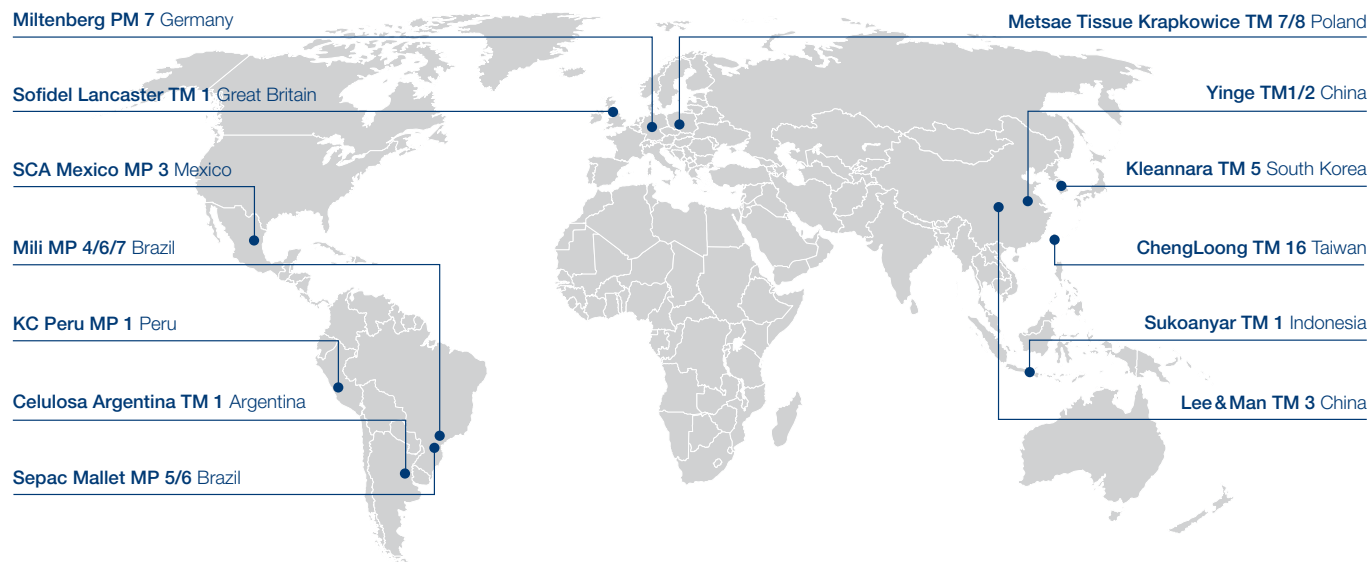 Miltenberg PM 7 Germany
Sofidel Lancaster TM 1 Great Britain
SCA Mexico MP 3 Mexico
Mili MP 4/6/7 Brazil
KC Peru MP 1 Peru
Celulosa Argentina TM 1 Argentina
Sepac Mallet MP 5/6 Brazil
Metsae Tissue Krapkowice TM 7/8 Poland
Yinge TM1/2 China
Kleannara TM 5 South Korea
ChengLoong TM 16 Taiwan
Sukoanyar TM 1 Indonesia
Lee & Man TM 3 China